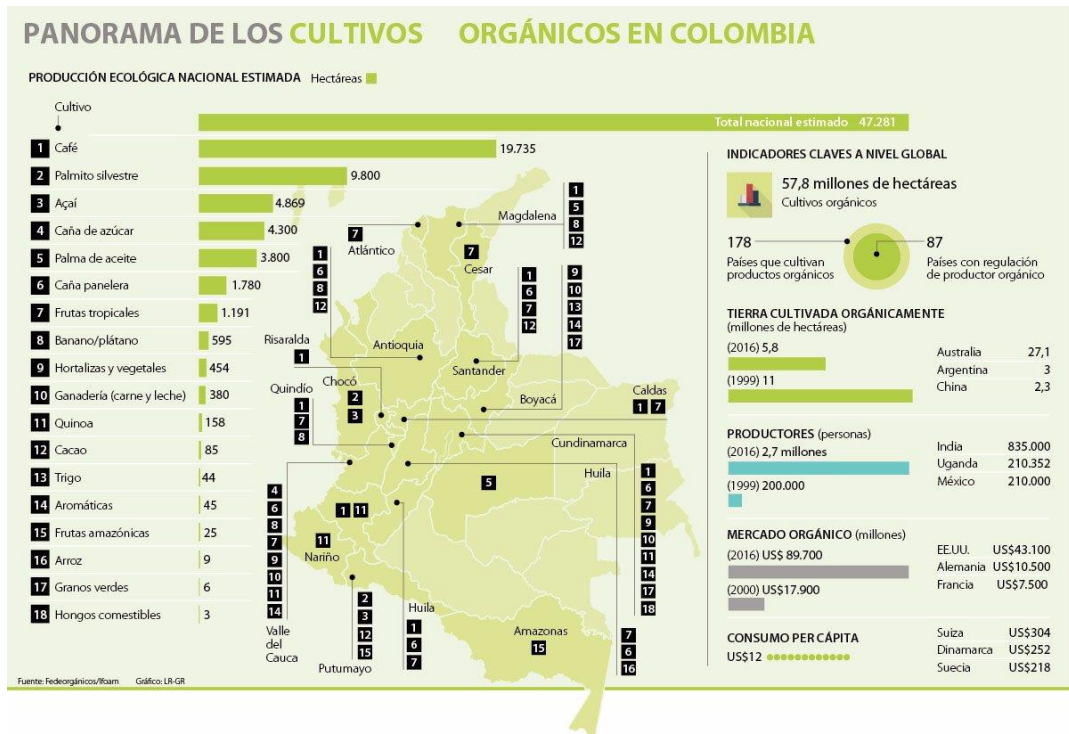 PANORAMA DE LOS CULTIVOS ORGÁNICOS EN COLOMBIA
PRODUCCIÓN ECOLÓGICA NACIONAL ESTIMADA Hectáreas
Cultivo
Total nacional estimado 47.281
1 Café 19.735
2 Palmito silvestre 9.800
3 Açaí 4.869
4 Caña de azúcar 4.300
5 Palma de aceite 3.800
6 Caña panelera 1.780
7 Frutas tropicales 1.191
8 Banano/plátano 595
9 Hortalizas y vegetales 454
10 Ganadería (carne y leche) 380
11 Quinoa 158
12 Cacao 85
13 Trigo 44
14 Aromáticas 45
15 Frutas amazónicas 25
16 Arroz 9
17 Granos verdes 6
18 Hongos comestibles 3
7
Atlántico
Magdalena
1
5
8
12
7
Cesar
1
6
8
12
Antioquia
1
6
7
12
Santander
9
10
13
14
17
Boyacá
Risaralda
1
Chocó
2
3
Quindío
1
7
8
Caldas
1 7
Cundinamarca
1
6
7
9
10
11
14
17
18
Huila
7
6
16
5
4
6
8
7
9
10
11
14
Valle
del
Cauca
1 11
11
Nariño
2
3
12
15
Putumayo
Huila
1
6
7
Amazonas
15
INDICADORES CLAVES A NIVEL GLOBAL
57,8 millones de hectáreas
Cultivos orgánicos
178
Países que cultivan
productos orgánicos
87
Países con regulación
de productor orgánico
TIERRA CULTIVADA ORGÁNICAMENTE
(millones de hectáreas)
(2016) 5,8
(1999) 11
Australia 27,1
Argentina 3
China 2,3
PRODUCTORES (personas)
(2016) 2,7 millones
(1999) 200.000
India 835.000
Uganda 210.352
México 210.000
MERCADO ORGÁNICO (millones)
(2016) US$ 89.700
(2000) US$17.900
EE.UU. US$43.100
Alemania US$10.500
Francia US$7.500
CONSUMO PER CÁPITA
US$12
Suiza US$304
Dinamarca US$252
Suecia US$218
Fuente: Fedeorgánicos/Ifoam Gráfico: LR-GR